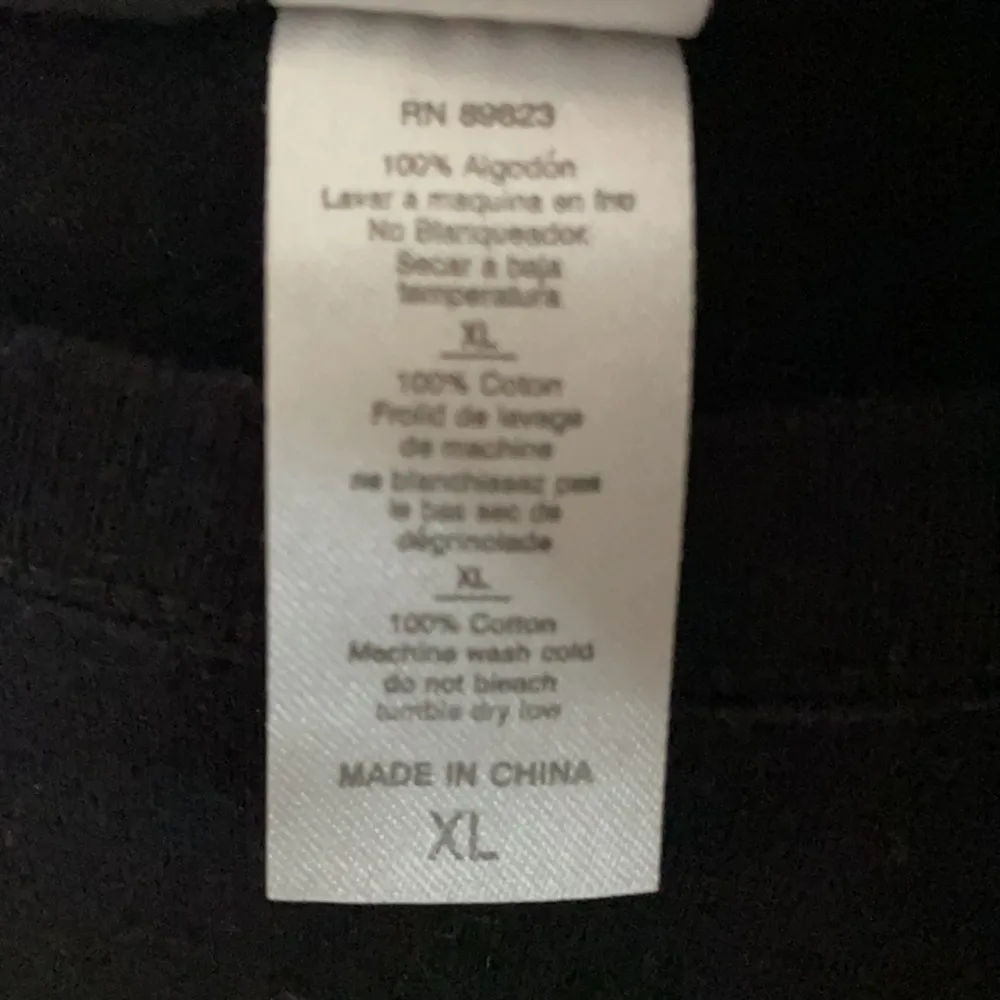 RN 89823
100% Algodón
Lavar a maquina en frio
No Blanqueador
Secar a baja
temperatura
XL
100% Coton
Froiid de lavage
de machine
ne blanchissez pas
le bas sec de
dégringolade
XL
100% Cotton
Machine wash cold
do not bleach
tumble dry low
MADE IN CHINA
XL